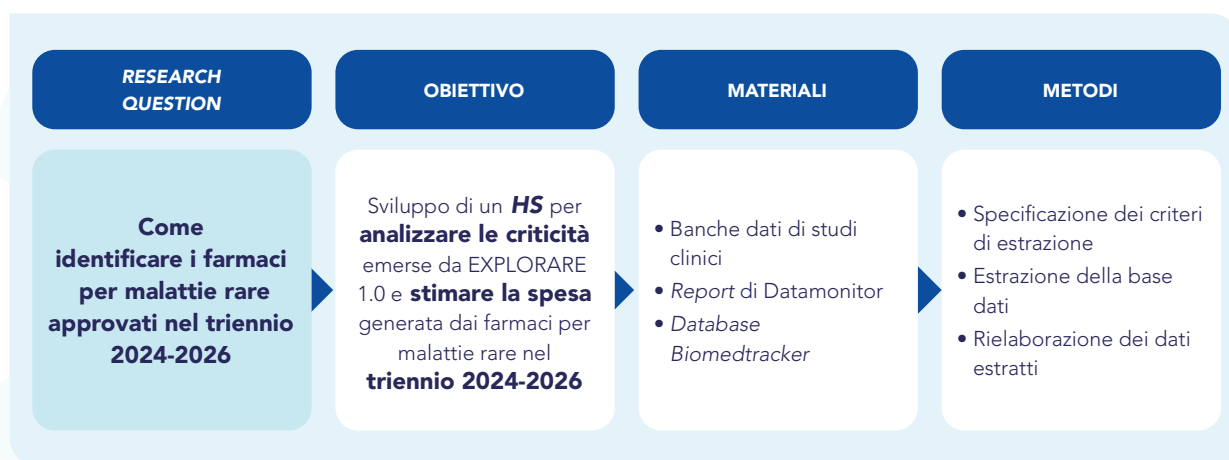 RESEARCH
QUESTION
Come
identificare i farmaci
per malattie rare
approvati nel triennio
2024-2026
OBIETTIVO
Sviluppo di un HS per
analizzare le criticità
emerse da EXPLORARE
1.0 e stimare la spesa
generata dai farmaci per
malattie rare nel
triennio 2024-2026
MATERIALI
• Banche dati di studi
clinici
• Report di Datamonitor
• Database
Biomedtracker
METODI
• Specificazione dei criteri
di estrazione
• Estrazione della base
dati
• Rielaborazione dei dati
estratti